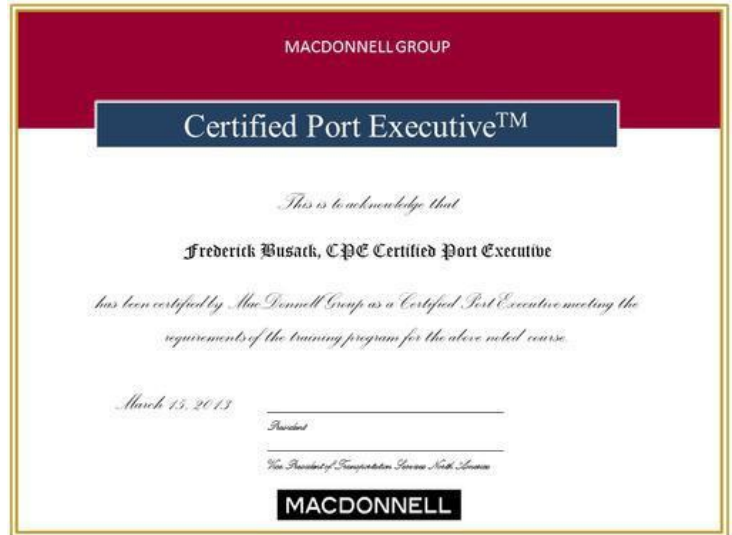 MACDONNELL GROUP
Certified Port Executive™
This is to acknowledge that
Frederick Busack, CPE Certified Port Executive
has been certified by MacDonnell Group as a Certified Port Executive meeting the
requirements of the training program for the above noted course.
March 15, 2013
President
Vice President of Transportation Services North America
MACDONNELL